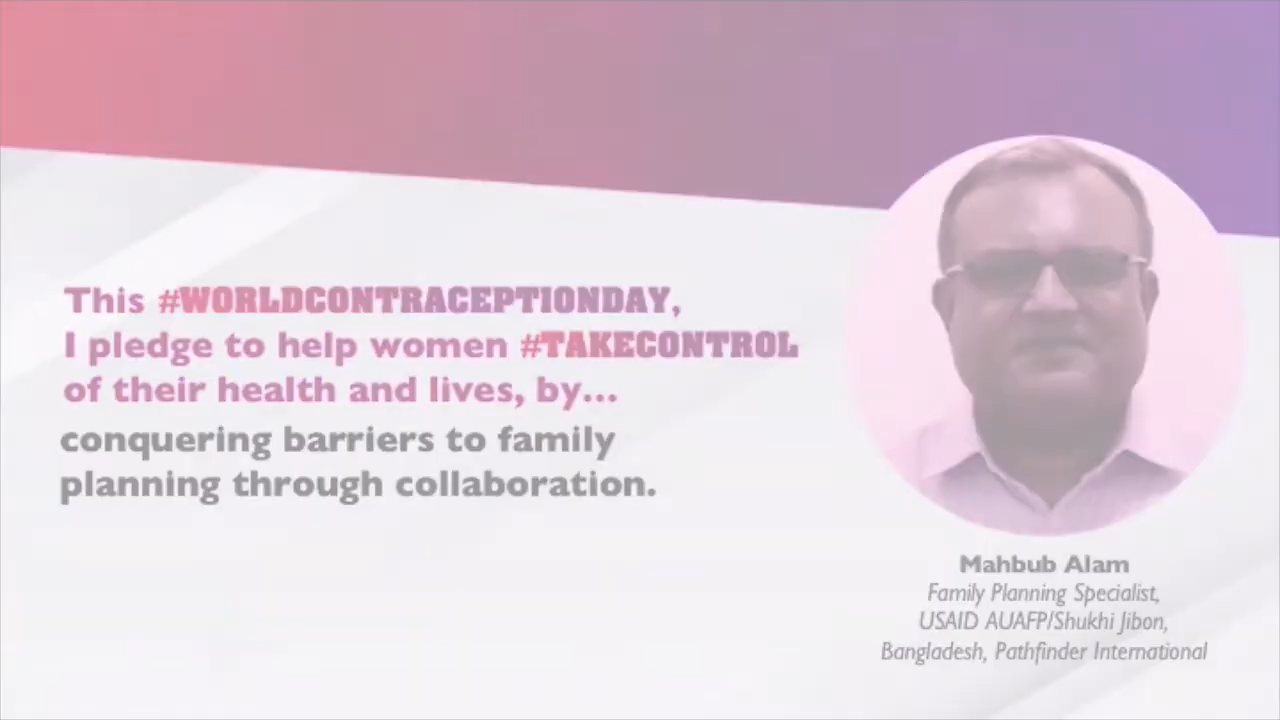 This #WORLDCONTRACEPTIONDAY,
I pledge to help women #TAKECONTROL
of their health and lives, by...
conquering barriers to family
planning through collaboration.
Mahbub Alam
Family Planning Specialist,
USAID AUAFP/Shukhi Jibon,
Bangladesh, Pathfinder International